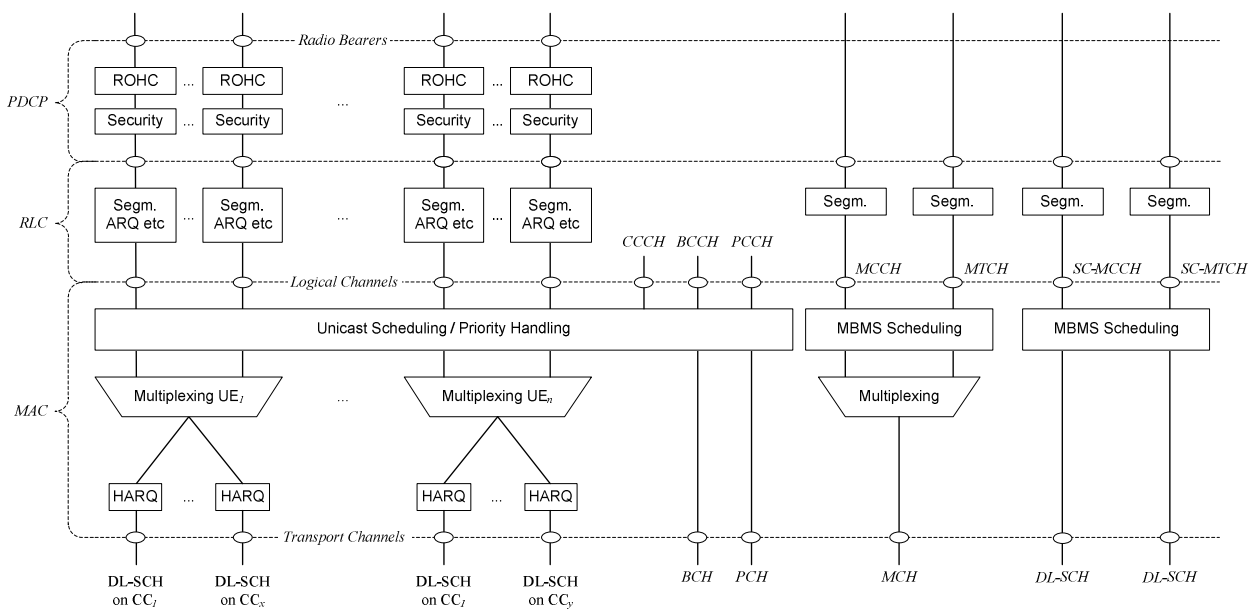 Radio Bearers
ROHC ... ROHC ROHC ... ROHC
PDCP ...
Security ... Security Security ... Security
Segm. ARQ etc ... Segm. ARQ etc ... Segm. ARQ etc ... Segm. ARQ etc Segm. Segm. Segm. Segm.
RLC
CCCH BCCH PCCH
MCCH MTCH SC-MCCH SC-MTCH
Logical Channels
Unicast Scheduling / Priority Handling MBMS Scheduling MBMS Scheduling
Multiplexing UE1 ... Multiplexing UEn Multiplexing
MAC
HARQ ... HARQ HARQ ... HARQ
Transport Channels
DL-SCH on CC1 DL-SCH on CCx DL-SCH on CC1 DL-SCH on CCy BCH PCH MCH DL-SCH DL-SCH